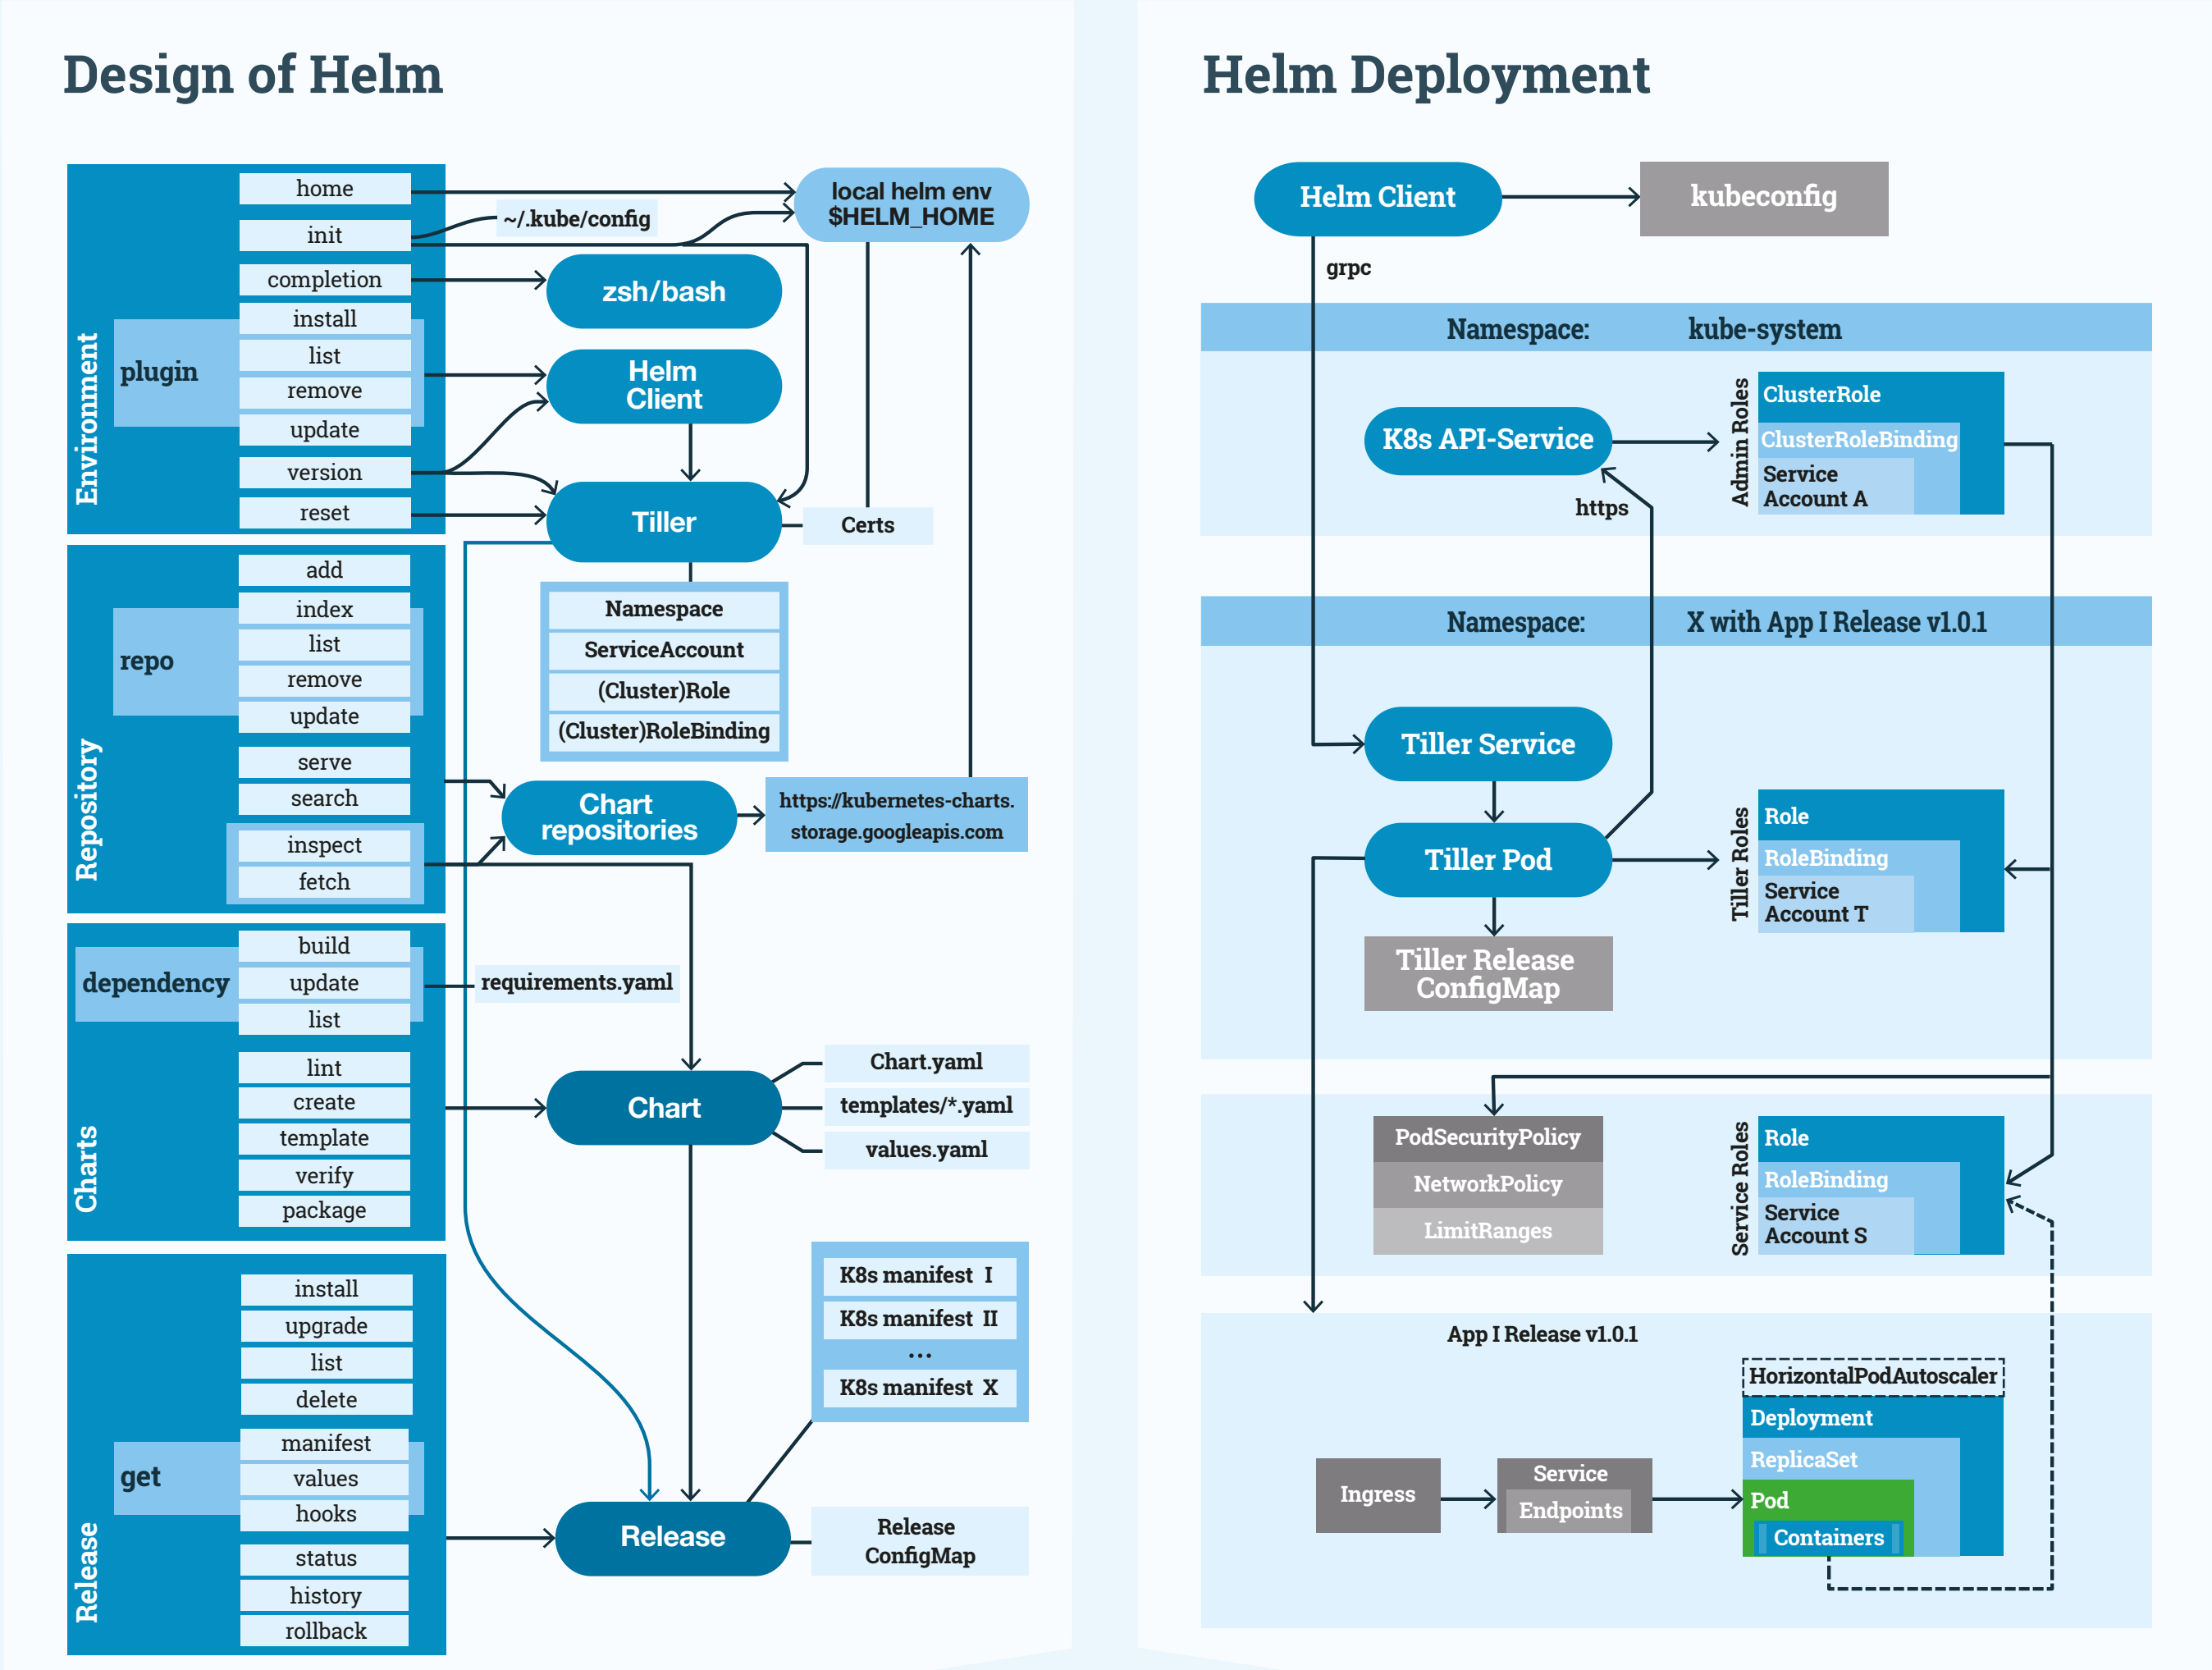 Design of Helm
Environment
home
init
completion
plugin
install
list
remove
update
version
reset
~/.kube/config
local helm env
$HELM_HOME
zsh/bash
Helm
Client
Tiller
Certs
Namespace
ServiceAccount
(Cluster)Role
(Cluster)RoleBinding
Repository
repo
add
index
list
remove
update
serve
search
inspect
fetch
Chart
repositories
https://kubernetes-charts.
storage.googleapis.com
Charts
dependency
build
update
list
requirements.yaml
lint
create
template
verify
package
Chart
Chart.yaml
templates/*.yaml
values.yaml
Release
install
upgrade
list
delete
get
manifest
values
hooks
status
history
rollback
K8s manifest I
K8s manifest II
...
K8s manifest X
Release
Release
ConfigMap
Helm Deployment
Helm Client
kubeconfig
grpc
Namespace: kube-system
K8s API-Service
https
Admin Roles
ClusterRole
ClusterRoleBinding
Service
Account A
Namespace: X with App I Release v1.0.1
Tiller Service
Tiller Pod
Tiller Release
ConfigMap
Tiller Roles
Role
RoleBinding
Service
Account T
PodSecurityPolicy
NetworkPolicy
LimitRanges
Service Roles
Role
RoleBinding
Service
Account S
App I Release v1.0.1
Ingress
Service
Endpoints
HorizontalPodAutoscaler
Deployment
ReplicaSet
Pod
Containers